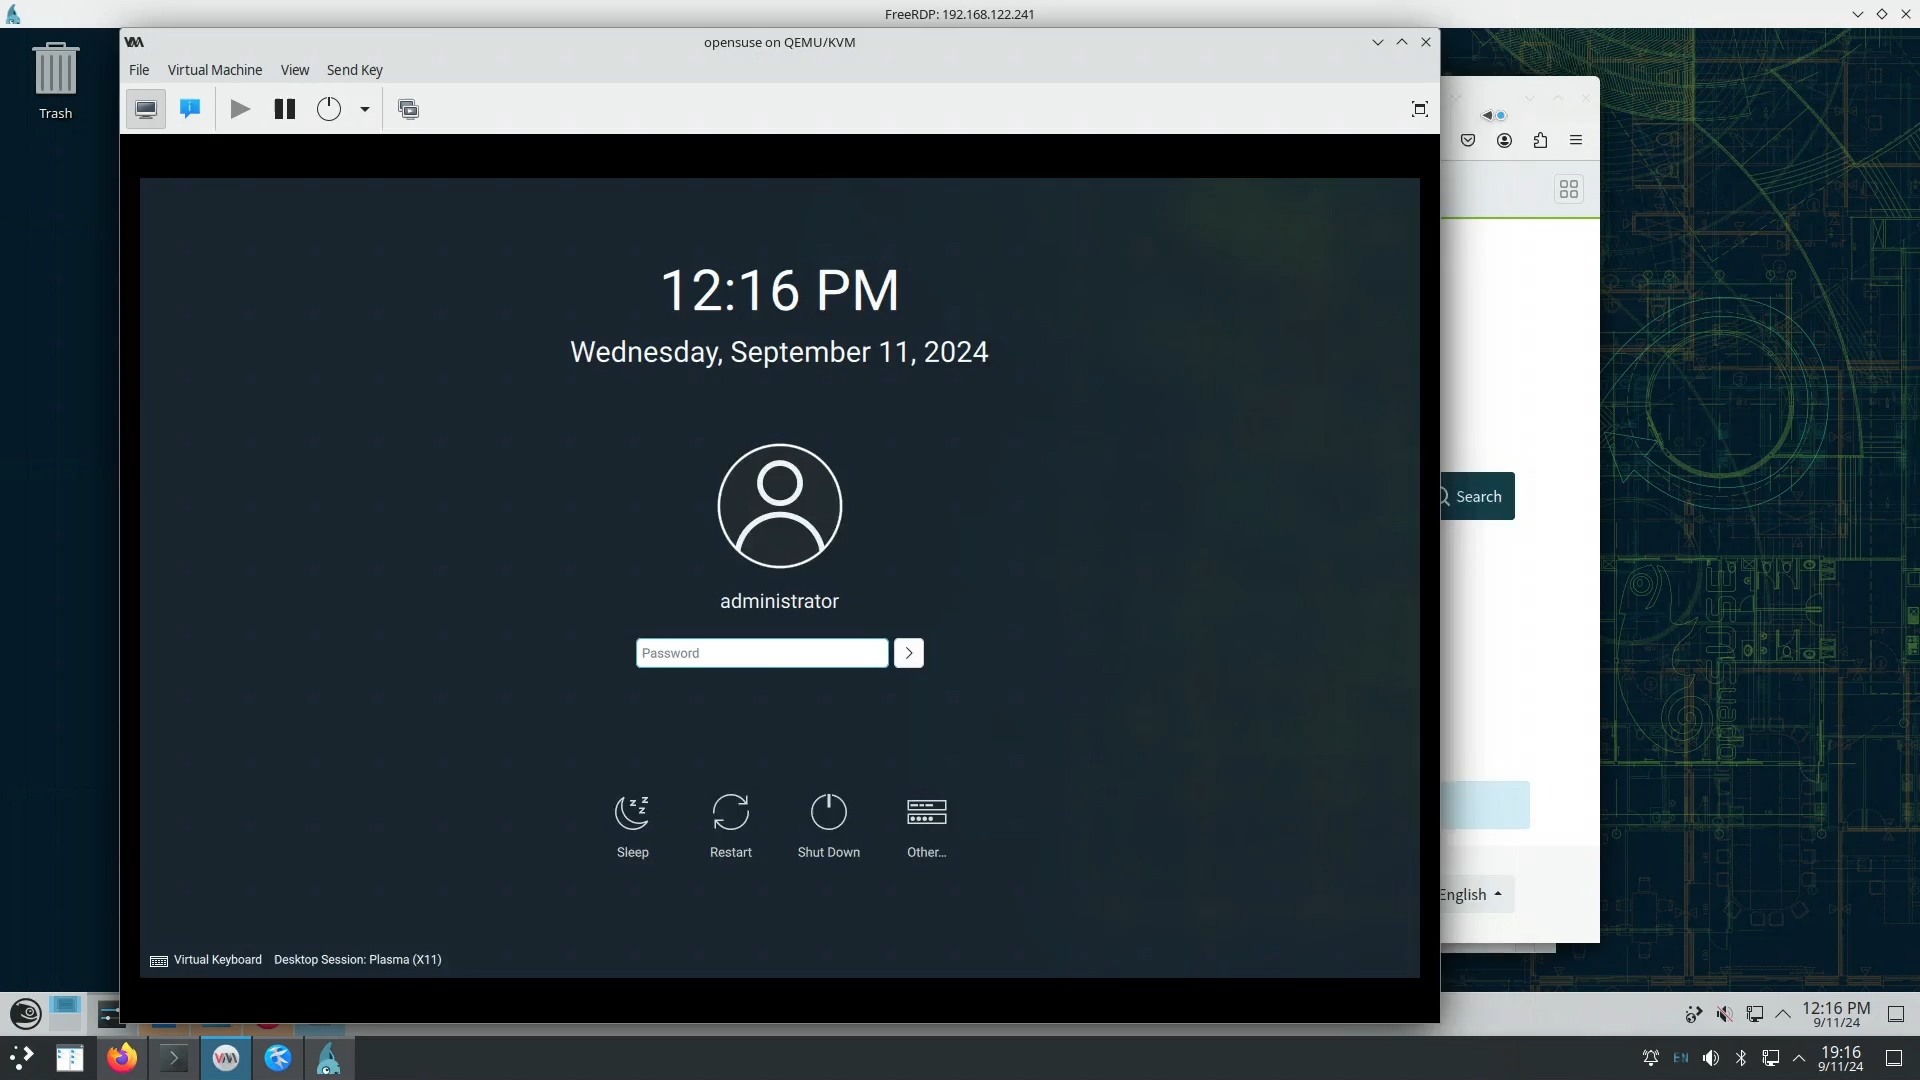 FreeRDP: 192.168.122.241
Trash
opensuse on QEMU/KVM
File Virtual Machine View Send Key
12:16 PM
Wednesday, September 11, 2024
administrator
Password
Search
Sleep Restart Shut Down Other...
English
Virtual Keyboard Desktop Session: Plasma (X11)
openSUSE
12:16 PM
9/11/24
EN
19:16
9/11/24